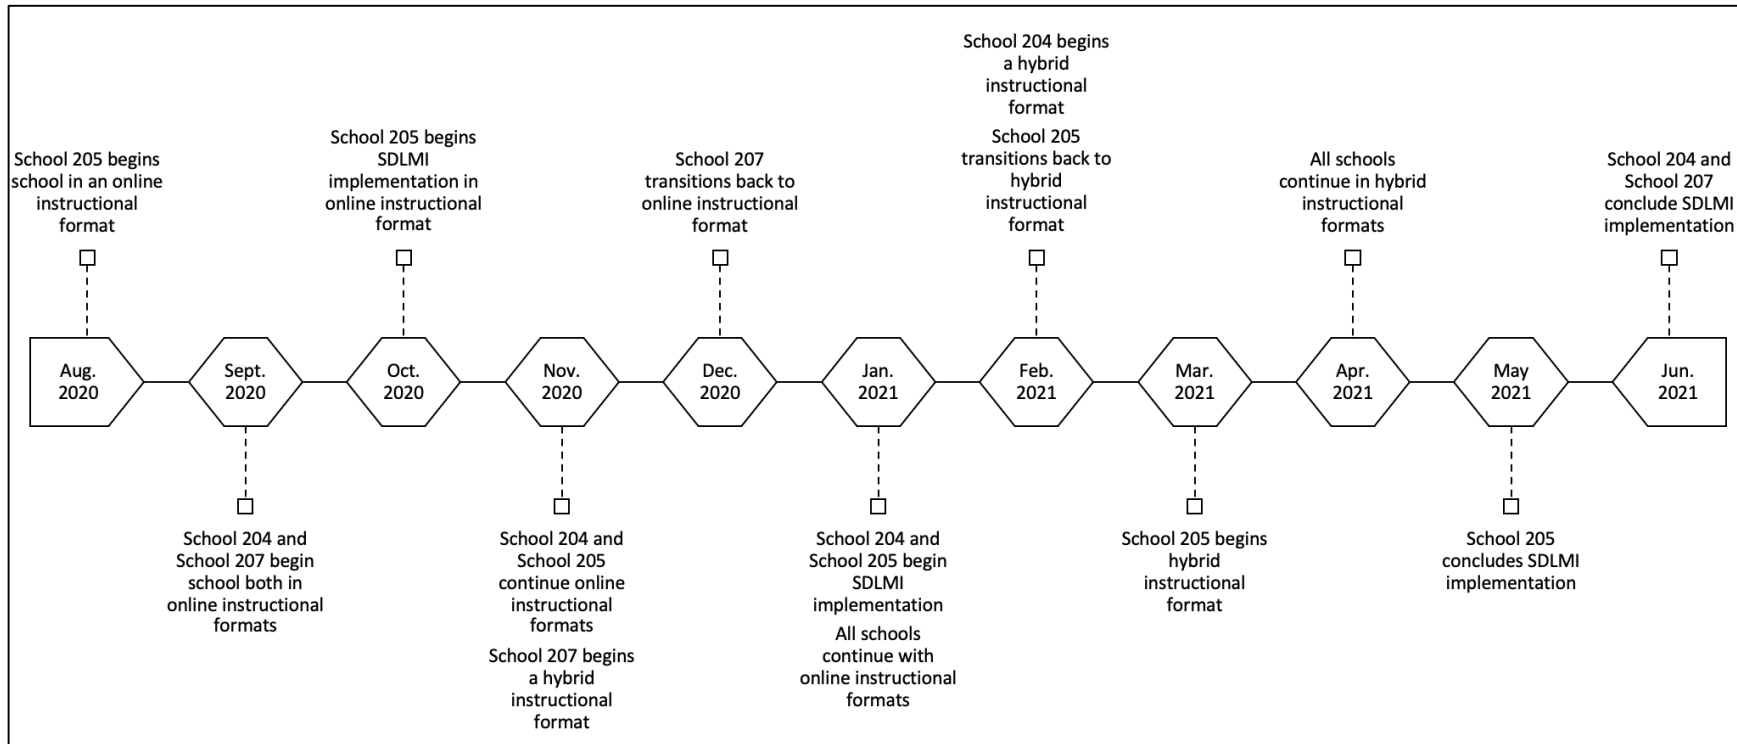 School 205 begins
school in an online
instructional
format
School 204 and
School 207 begin
school both in
online instructional
formats
School 205 begins
SDLMI
implementation in
online instructional
format
School 204 and
School 205
continue online
instructional
formats
School 207 begins
a hybrid
instructional
format
School 207
transitions back to
online instructional
format
School 204 and
School 205 begin
SDLMI
implementation
All schools
continue with
online instructional
formats
School 204 begins
a hybrid
instructional
format
School 205
transitions back to
hybrid
instructional
format
School 205 begins
hybrid
instructional
format
All schools
continue in hybrid
instructional
formats
School 205
concludes SDLMI
implementation
School 204 and
School 207
conclude SDLMI
implementation
Aug.
2020
Sept.
2020
Oct.
2020
Nov.
2020
Dec.
2020
Jan.
2021
Feb.
2021
Mar.
2021
Apr.
2021
May
2021
Jun.
2021